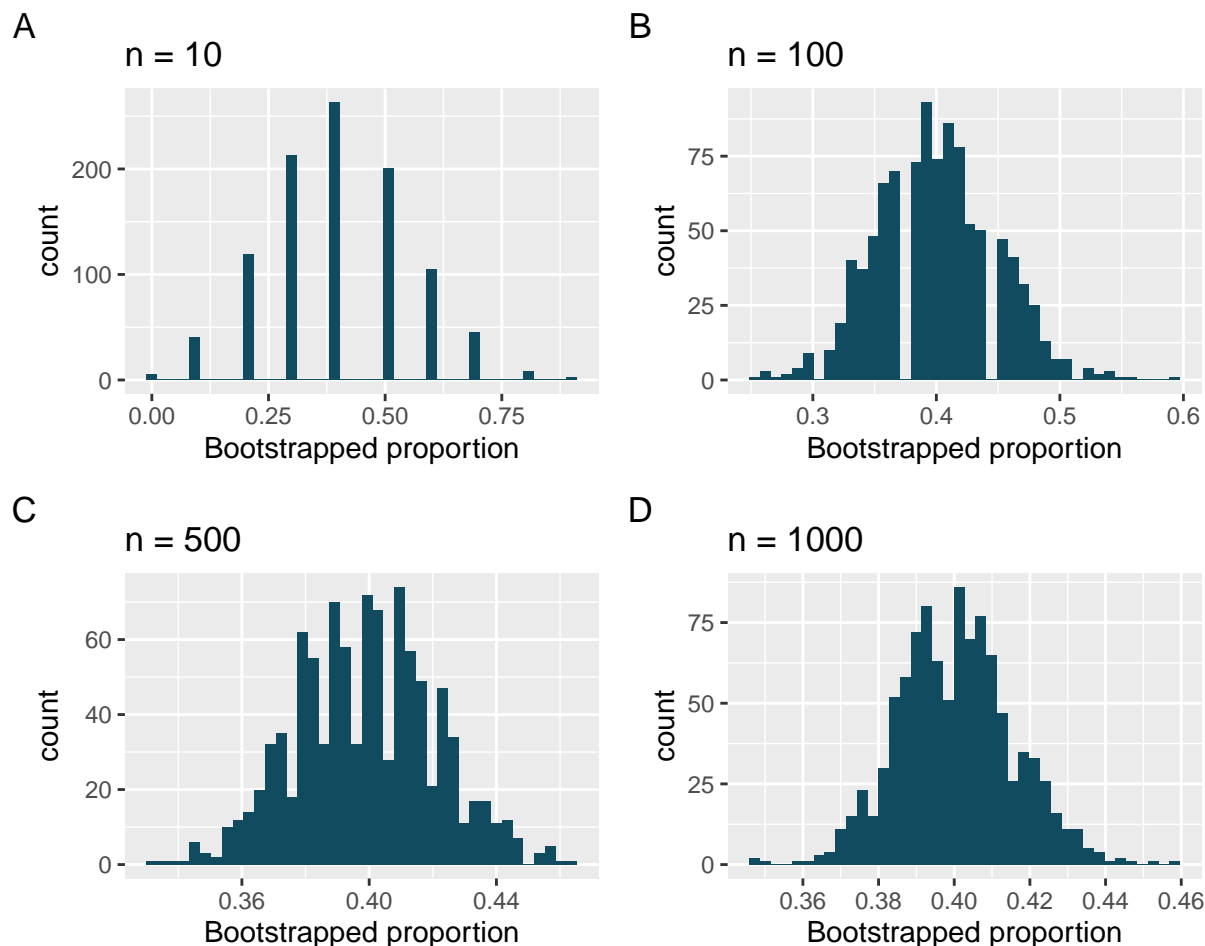 A
n = 10
200
100
0
count
0.00 0.25 0.50 0.75
Bootstrapped proportion
B
n = 100
75
50
25
0
count
0.3 0.4 0.5 0.6
Bootstrapped proportion
C
n = 500
60
40
20
0
count
0.36 0.40 0.44
Bootstrapped proportion
D
n = 1000
75
50
25
0
count
0.36 0.38 0.40 0.42 0.44 0.46
Bootstrapped proportion